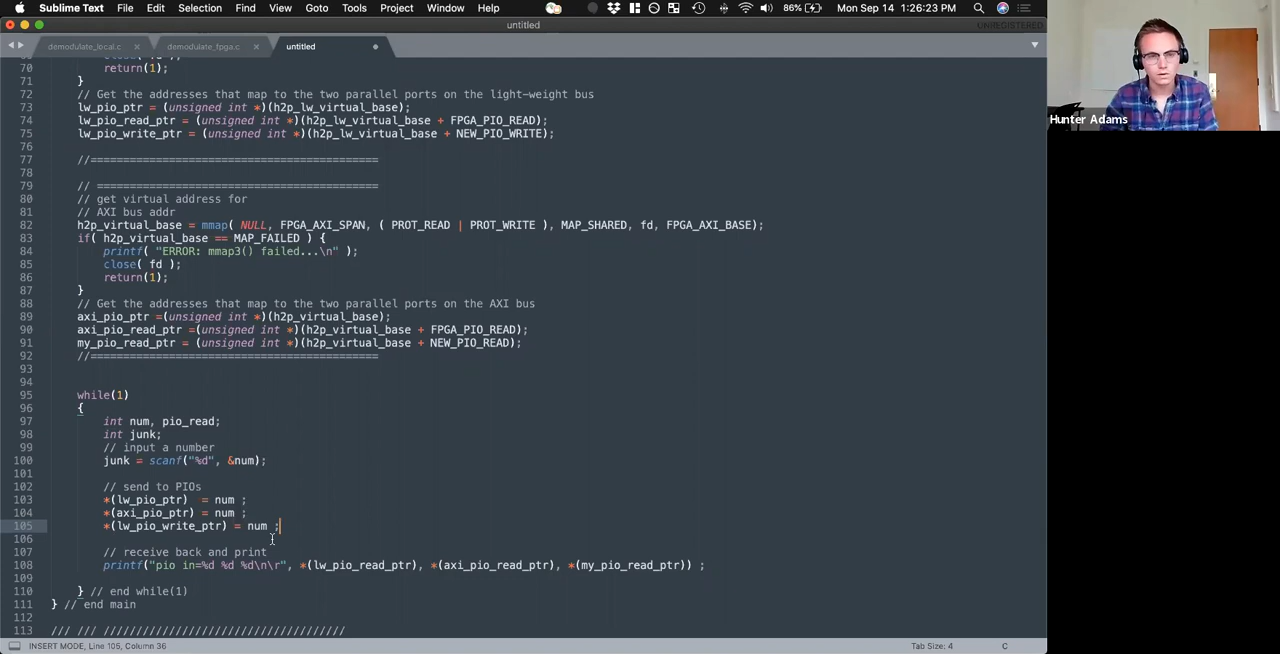 Sublime Text File Edit Selection Find View Goto Tools Project Window Help 86% Mon Sep 14 1:26:23 PM
untitled UNREGISTERED
demodulate_local.c demodulate_fpga.c untitled
70 return(1);
71 }
72 // Get the addresses that map to the two parallel ports on the light-weight bus
73 lw_pio_ptr = (unsigned int *)(h2p_lw_virtual_base);
74 lw_pio_read_ptr = (unsigned int *)(h2p_lw_virtual_base + FPGA_PIO_READ);
75 lw_pio_write_ptr = (unsigned int *)(h2p_lw_virtual_base + NEW_PIO_WRITE);
76
77 //============================================
78
79 // ===========================================
80 // get virtual address for
81 // AXI bus addr
82 h2p_virtual_base = mmap( NULL, FPGA_AXI_SPAN, ( PROT_READ | PROT_WRITE ), MAP_SHARED, fd, FPGA_AXI_BASE);
83 if( h2p_virtual_base == MAP_FAILED ) {
84 printf( "ERROR: mmap3() failed...\n" );
85 close( fd );
86 return(1);
87 }
88 // Get the addresses that map to the two parallel ports on the AXI bus
89 axi_pio_ptr =(unsigned int *)(h2p_virtual_base);
90 axi_pio_read_ptr =(unsigned int *)(h2p_virtual_base + FPGA_PIO_READ);
91 my_pio_read_ptr = (unsigned int *)(h2p_virtual_base + NEW_PIO_READ);
92 //============================================
93
94
95 while(1)
96 {
97 int num, pio_read;
98 int junk;
99 // input a number
100 junk = scanf("%d", &num);
101
102 // send to PIOs
103 *(lw_pio_ptr) = num ;
104 *(axi_pio_ptr) = num ;
105 *(lw_pio_write_ptr) = num ;
106
107 // receive back and print
108 printf("pio in=%d %d %d\n\r", *(lw_pio_read_ptr), *(axi_pio_read_ptr), *(my_pio_read_ptr)) ;
109
110 } // end while(1)
111 } // end main
112
113 /// /// /////////////////////////////////////
INSERT MODE, Line 105, Column 36 Tab Size: 4 C
Hunter Adams